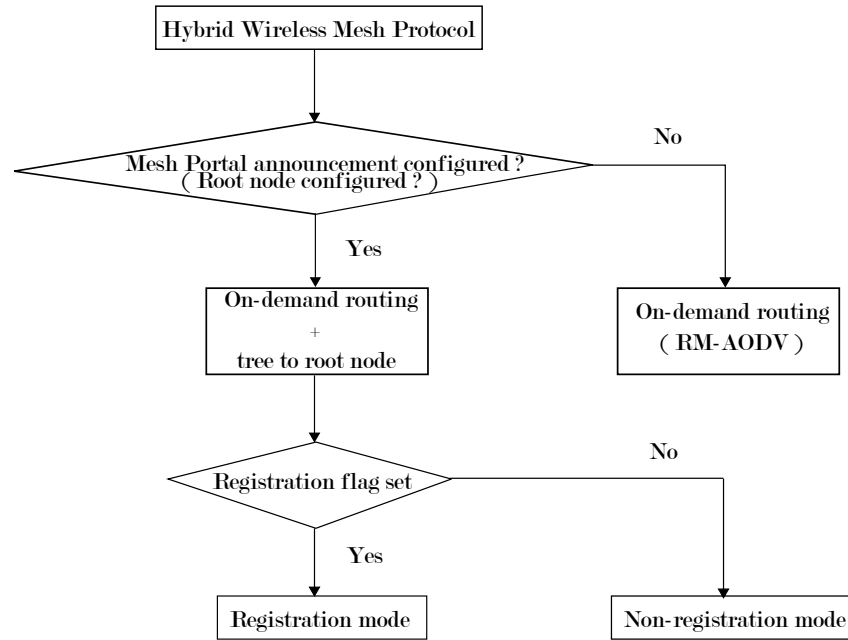 Hybrid Wireless Mesh Protocol
No
Mesh Portal announcement configured ?
( Root node configured ? )
Yes
On-demand routing
+
tree to root node
On-demand routing
( RM-AODV )
No
Registration flag set
Yes
Registration mode
Non-registration mode